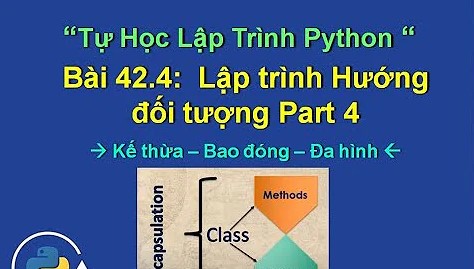 “Tự Học Lập Trình Python “
Bài 42.4: Lập trình Hướng
đối tượng Part 4
→ Kế thừa – Bao đóng – Đa hình ←
Methods
Class